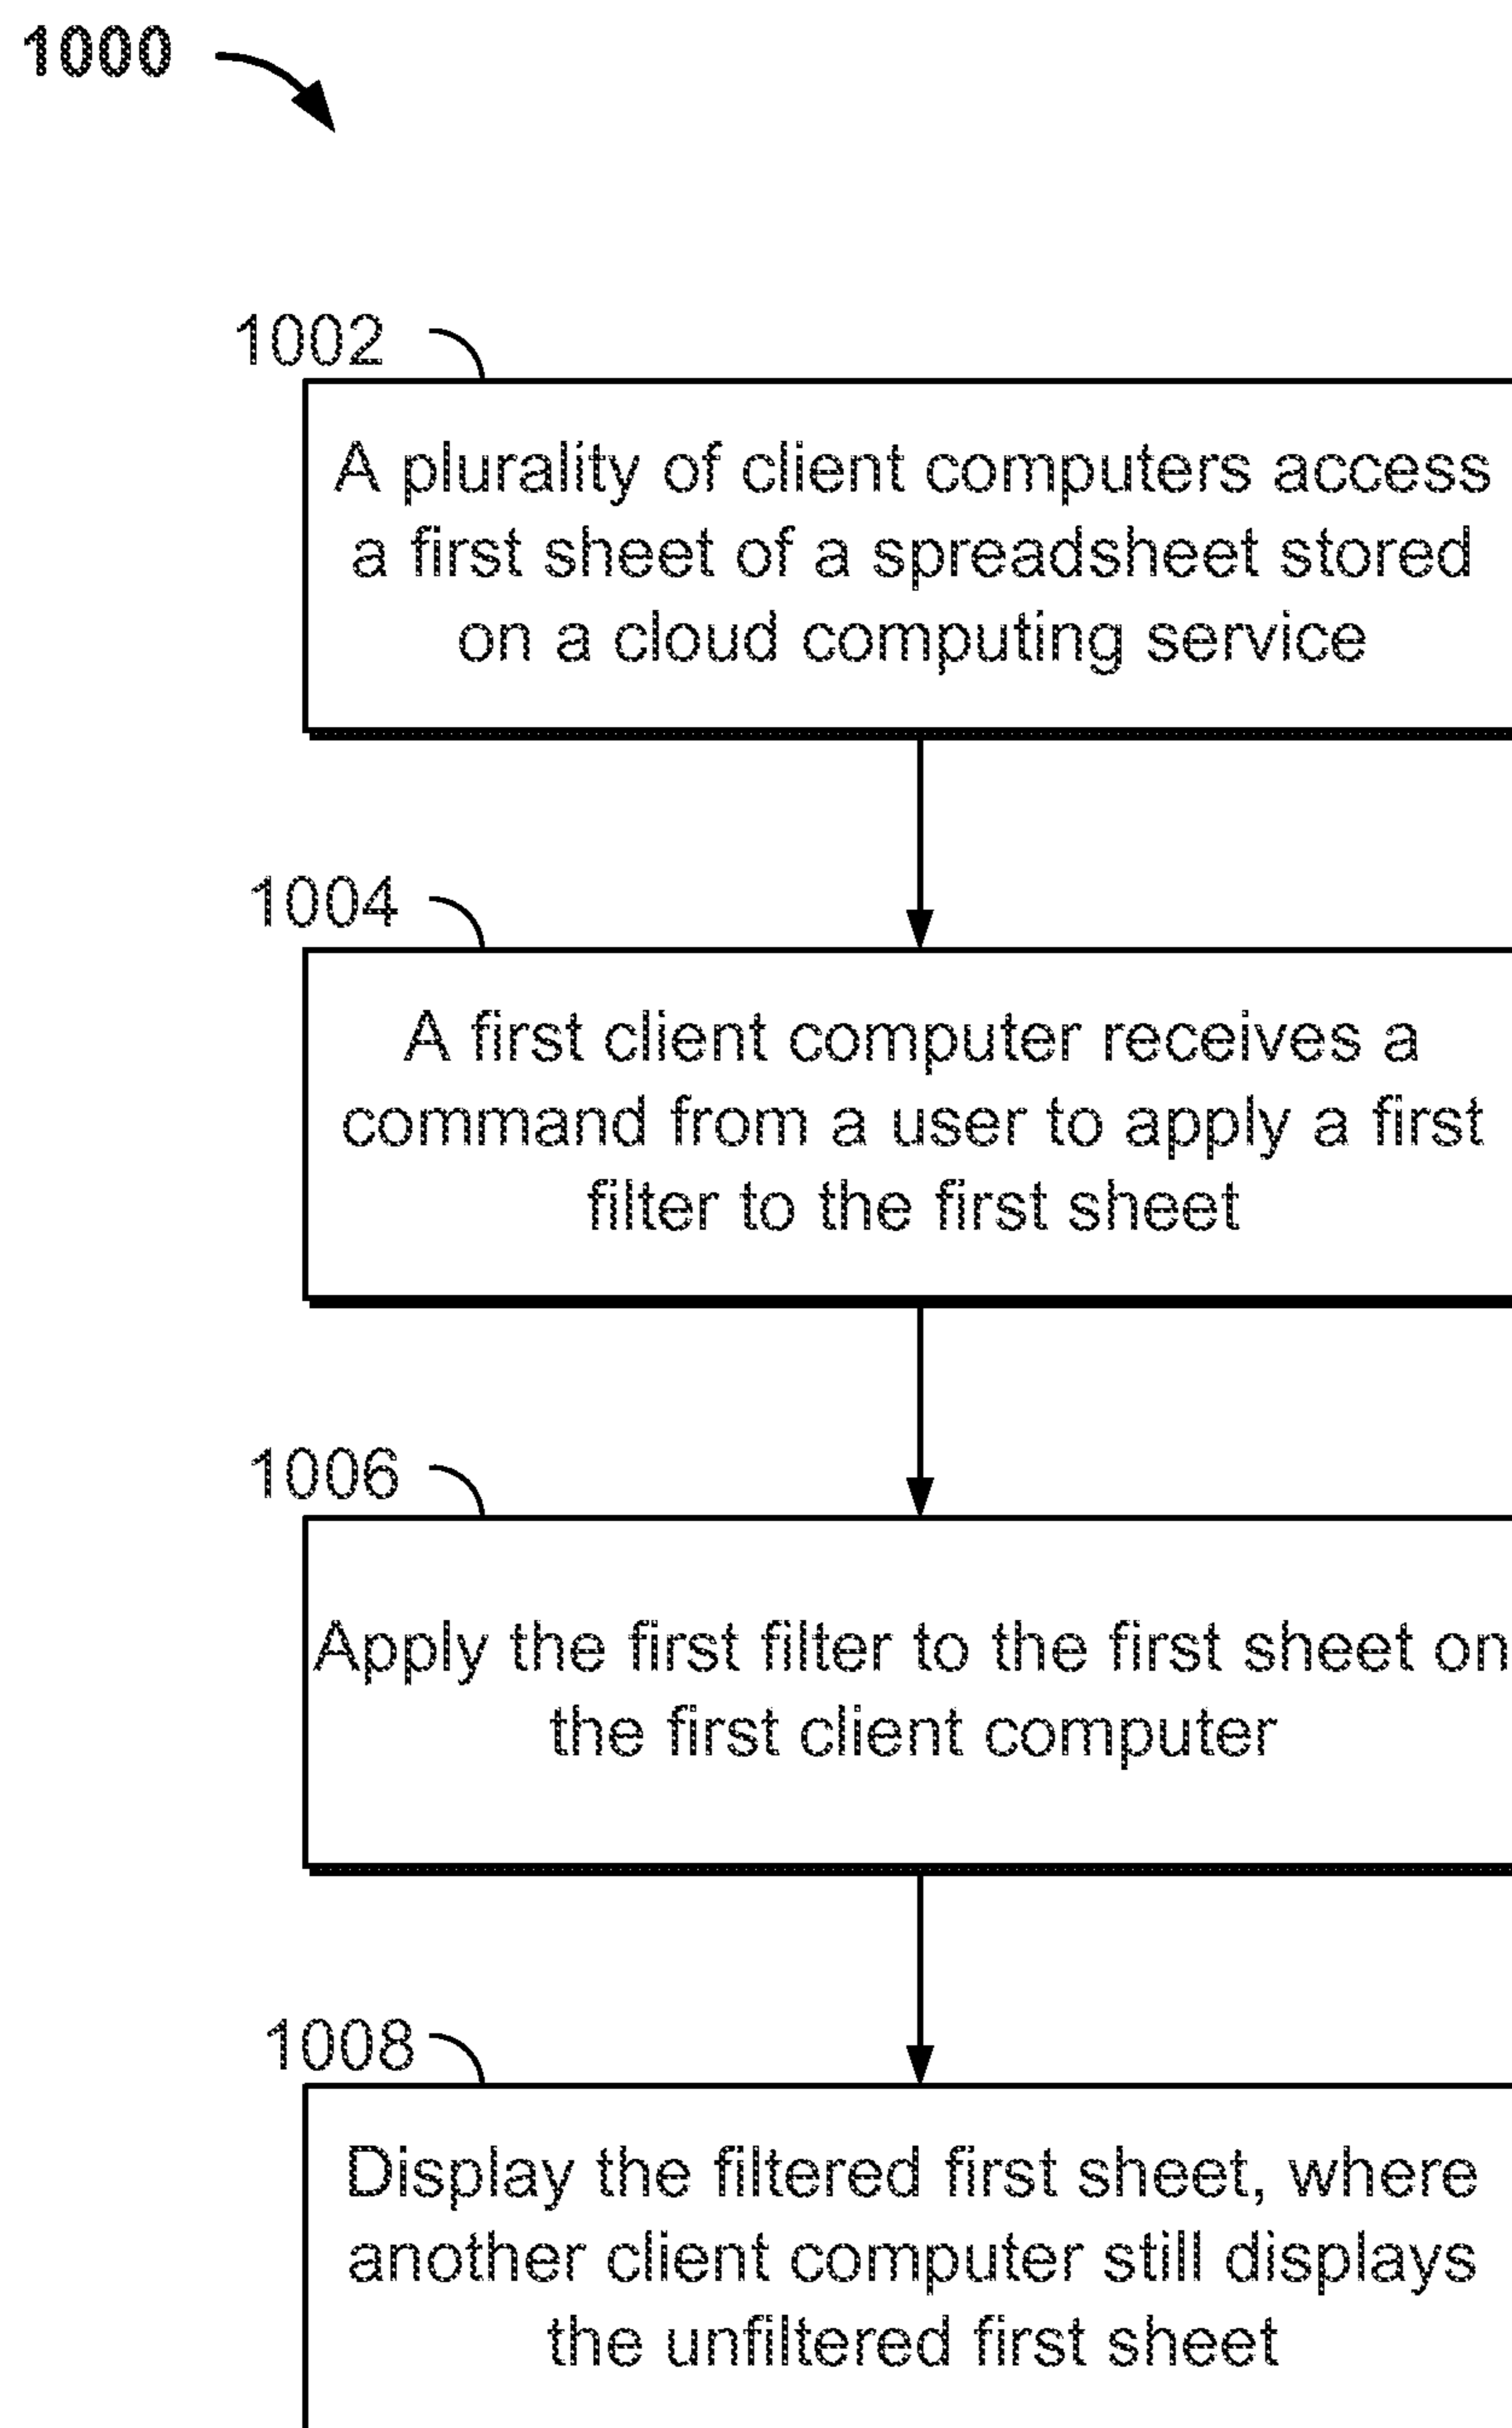 1000
1002
A plurality of client computers access
a first sheet of a spreadsheet stored
on a cloud computing service
1004
A first client computer receives a
command from a user to apply a first
filter to the first sheet
1006
Apply the first filter to the first sheet on
the first client computer
1008
Display the filtered first sheet, where
another client computer still displays
the unfiltered first sheet